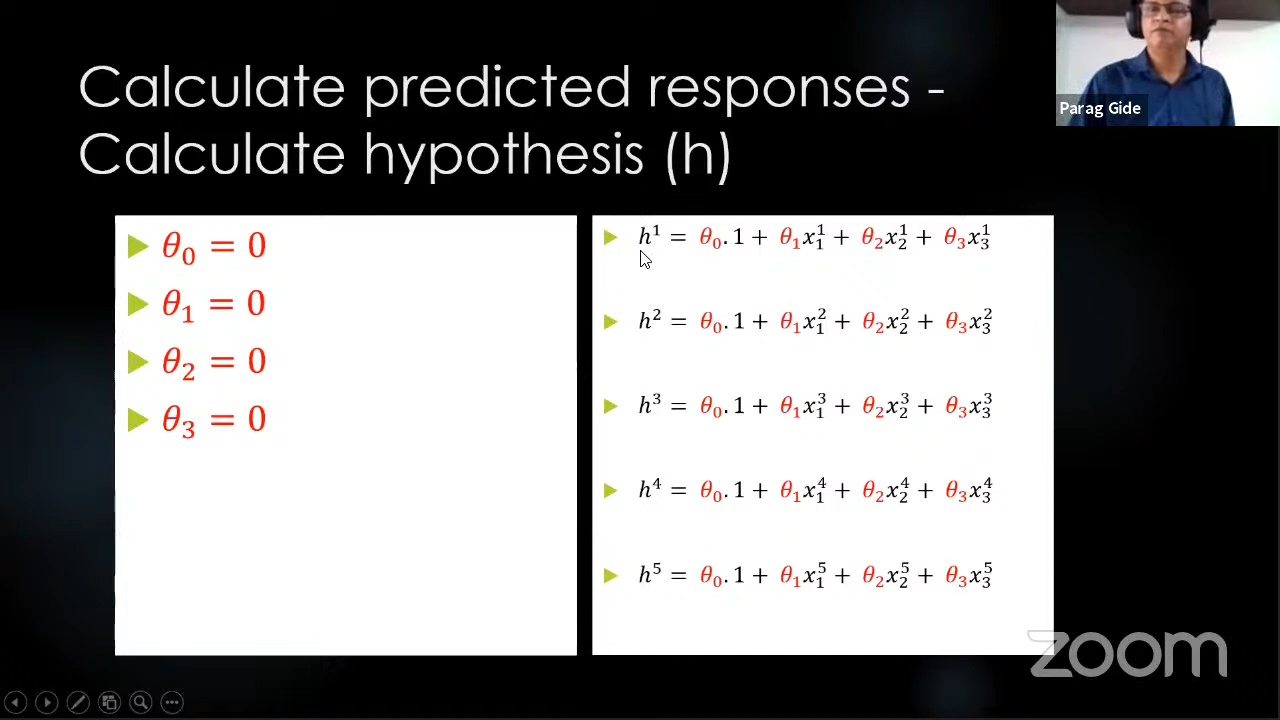 Calculate predicted responses -
Calculate hypothesis (h)
Parag Gide
θ₀ = 0
θ₁ = 0
θ₂ = 0
θ₃ = 0
h¹ = θ₀. 1 + θ₁x₁¹ + θ₂x₂¹ + θ₃x₃¹
h² = θ₀. 1 + θ₁x₁² + θ₂x₂² + θ₃x₃²
h³ = θ₀. 1 + θ₁x₁³ + θ₂x₂³ + θ₃x₃³
h⁴ = θ₀. 1 + θ₁x₁⁴ + θ₂x₂⁴ + θ₃x₃⁴
h⁵ = θ₀. 1 + θ₁x₁⁵ + θ₂x₂⁵ + θ₃x₃⁵
zoom